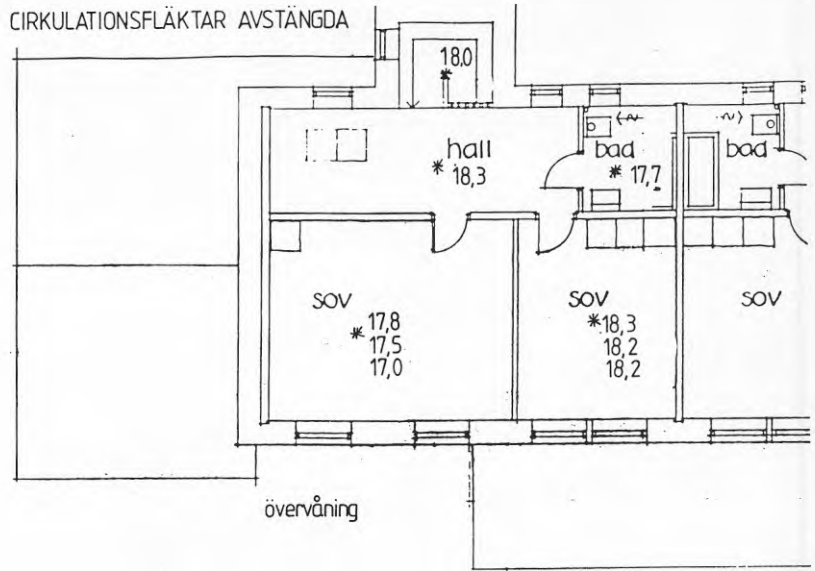 CIRKULATIONSFLÄKTAR AVSTÄNGDA
18,0
hall
18,3
bad
17,7
bad
sov
17,8
17,5
17,0
sov
18,3
18,2
18,2
sov
övervåning